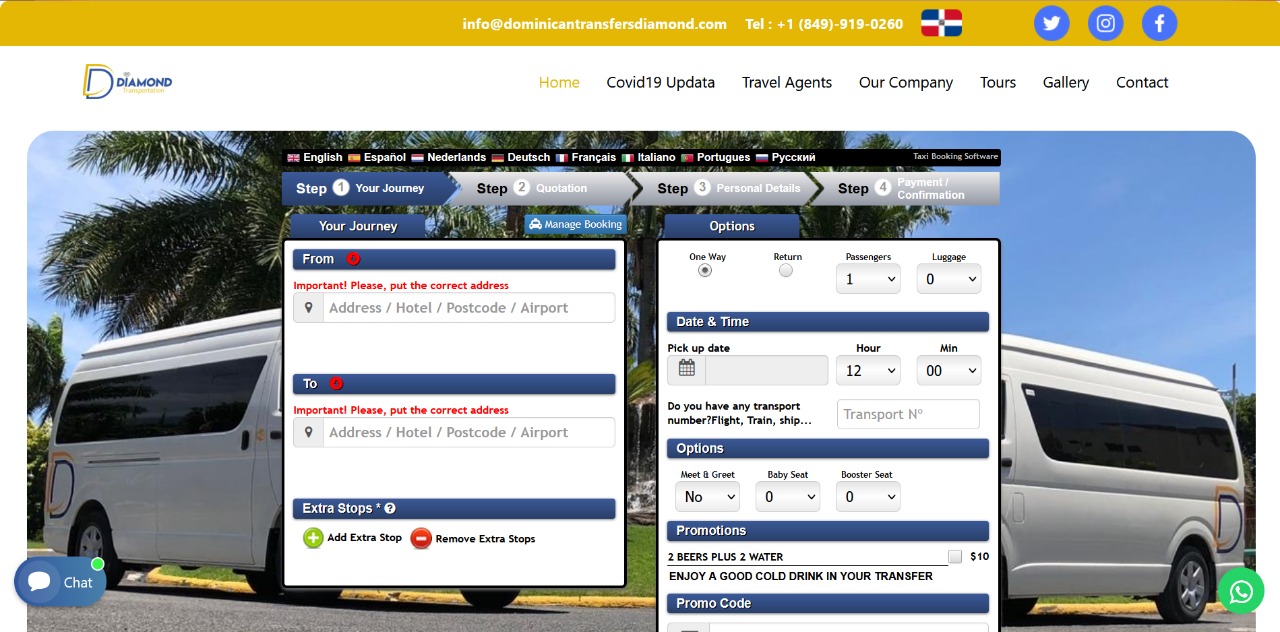 info@dominicantransfersdiamond.com Tel : +1 (849)-919-0260
DIAMOND
Transportation
Home Covid19 Updata Travel Agents Our Company Tours Gallery Contact
English Español Nederlands Deutsch Français Italiano Portugues Русский Taxi Booking Software
Step 1 Your Journey Step 2 Quotation Step 3 Personal Details Step 4 Payment / Confirmation
Your Journey Manage Booking
From
Important! Please, put the correct address
Address / Hotel / Postcode / Airport
To
Important! Please, put the correct address
Address / Hotel / Postcode / Airport
Extra Stops *
Add Extra Stop Remove Extra Stops
Options
One Way Return Passengers Luggage
1 0
Date & Time
Pick up date Hour Min
12 00
Do you have any transport
number?Flight, Train, ship...
Transport Nº
Options
Meet & Greet Baby Seat Booster Seat
No 0 0
Promotions
2 BEERS PLUS 2 WATER $10
ENJOY A GOOD COLD DRINK IN YOUR TRANSFER
Promo Code
Chat